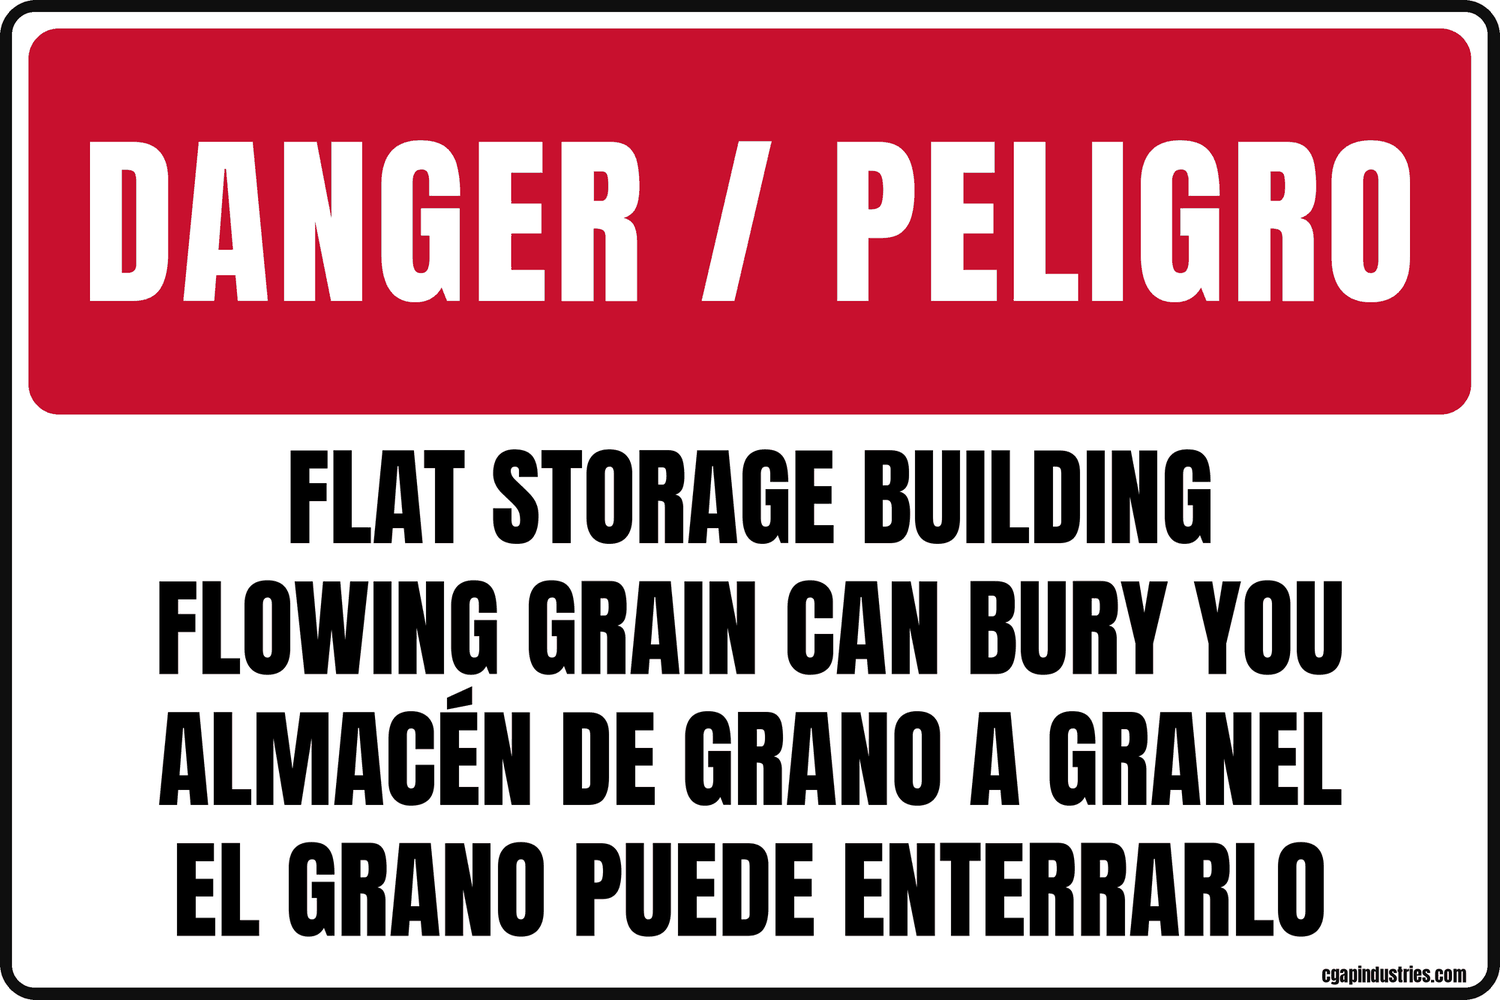 DANGER / PELIGRO
FLAT STORAGE BUILDING
FLOWING GRAIN CAN BURY YOU
ALMACÉN DE GRANO A GRANEL
EL GRANO PUEDE ENTERRARLO
cgapindustries.com